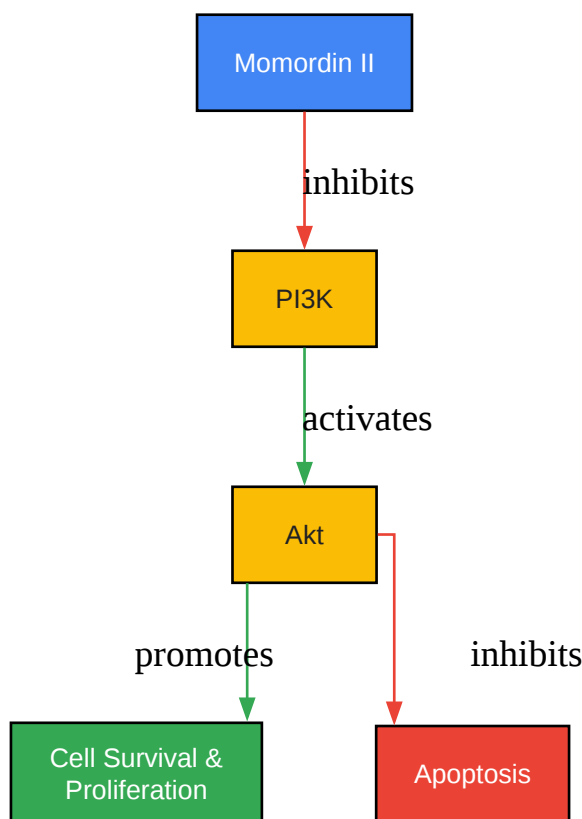 Momordin II
inhibits
PI3K
activates
Akt
promotes
inhibits
Cell Survival &
Proliferation
Apoptosis